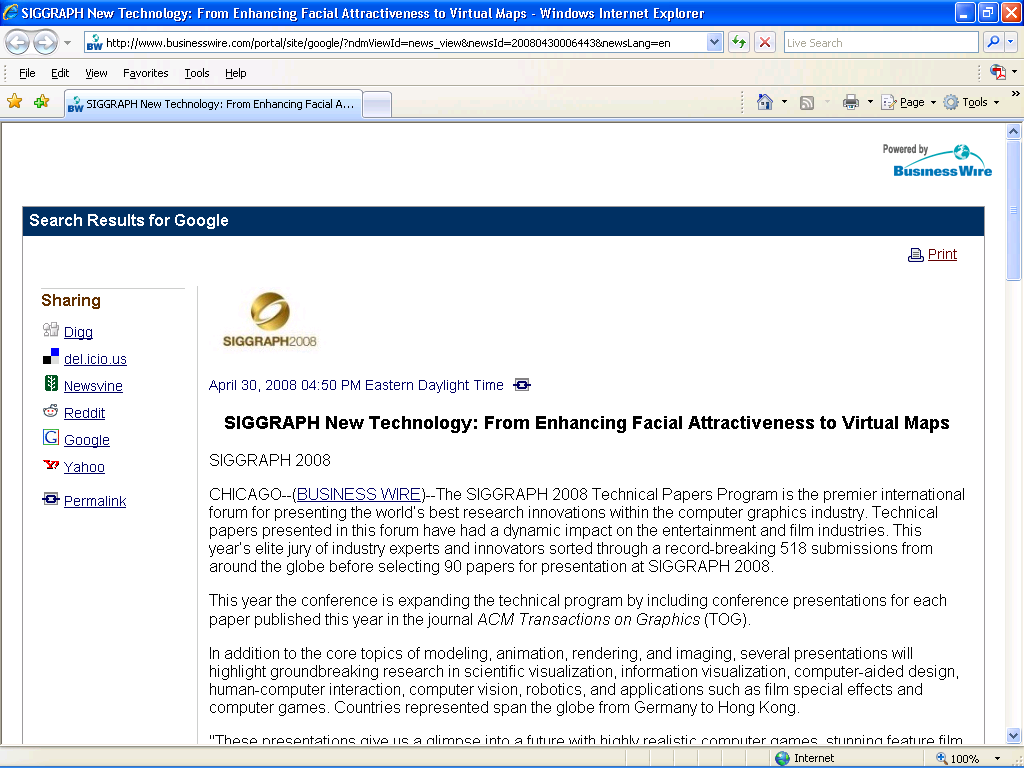 SIGGRAPH New Technology: From Enhancing Facial Attractiveness to Virtual Maps - Windows Internet Explorer
BW http://www.businesswire.com/portal/site/google/?ndmViewId=news_view&newsId=20080430006443&newsLang=en
Live Search
File Edit View Favorites Tools Help
BW SIGGRAPH New Technology: From Enhancing Facial A...
Page Tools »
Powered by
Business Wire
Search Results for Google
Print
Sharing
Digg
del.icio.us
Newsvine
Reddit
Google
Yahoo
Permalink
SIGGRAPH2008
April 30, 2008 04:50 PM Eastern Daylight Time
SIGGRAPH New Technology: From Enhancing Facial Attractiveness to Virtual Maps
SIGGRAPH 2008
CHICAGO--(BUSINESS WIRE)--The SIGGRAPH 2008 Technical Papers Program is the premier international
forum for presenting the world's best research innovations within the computer graphics industry. Technical
papers presented in this forum have had a dynamic impact on the entertainment and film industries. This
year's elite jury of industry experts and innovators sorted through a record-breaking 518 submissions from
around the globe before selecting 90 papers for presentation at SIGGRAPH 2008.
This year the conference is expanding the technical program by including conference presentations for each
paper published this year in the journal ACM Transactions on Graphics (TOG).
In addition to the core topics of modeling, animation, rendering, and imaging, several presentations will
highlight groundbreaking research in scientific visualization, information visualization, computer-aided design,
human-computer interaction, computer vision, robotics, and applications such as film special effects and
computer games. Countries represented span the globe from Germany to Hong Kong.
"These presentations give us a glimpse into a future with highly realistic computer games, stunning feature film
Internet
100%